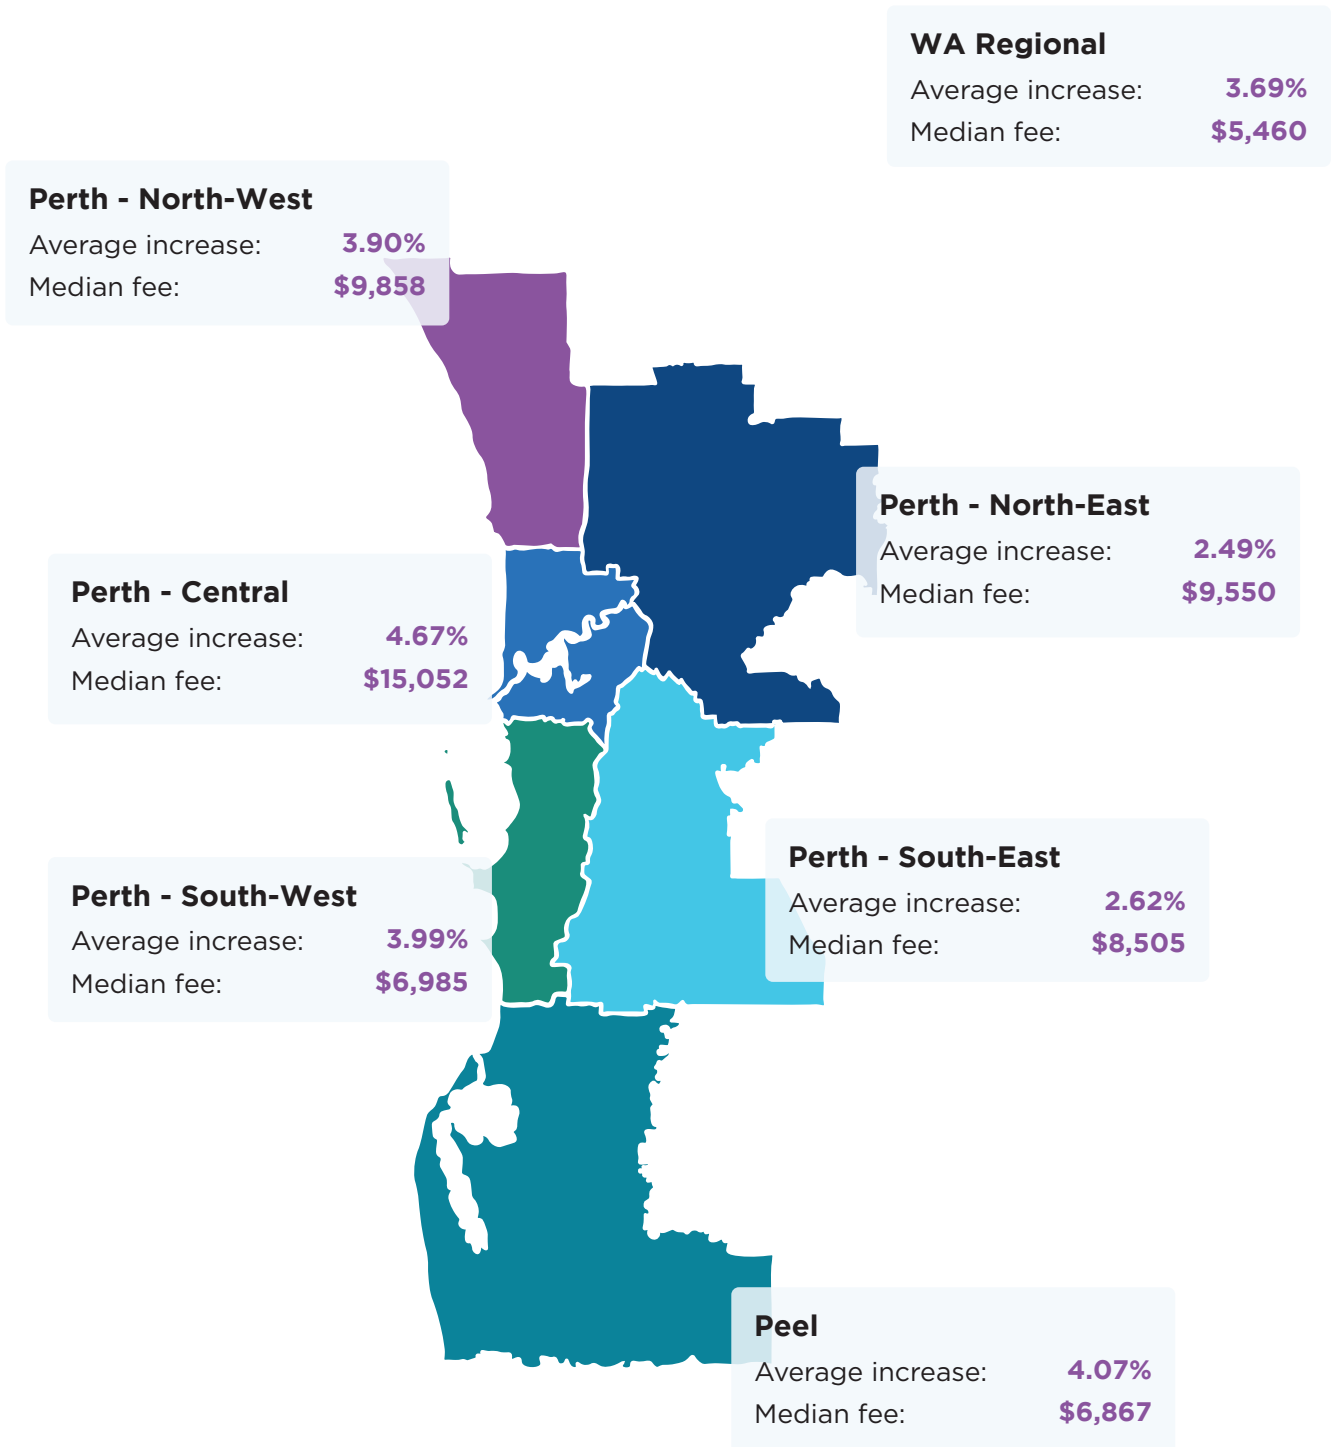 WA Regional
Average increase: 3.69%
Median fee: $5,460
Perth - North-West
Average increase: 3.90%
Median fee: $9,858
Perth - North-East
Average increase: 2.49%
Median fee: $9,550
Perth - Central
Average increase: 4.67%
Median fee: $15,052
Perth - South-East
Average increase: 2.62%
Median fee: $8,505
Perth - South-West
Average increase: 3.99%
Median fee: $6,985
Peel
Average increase: 4.07%
Median fee: $6,867